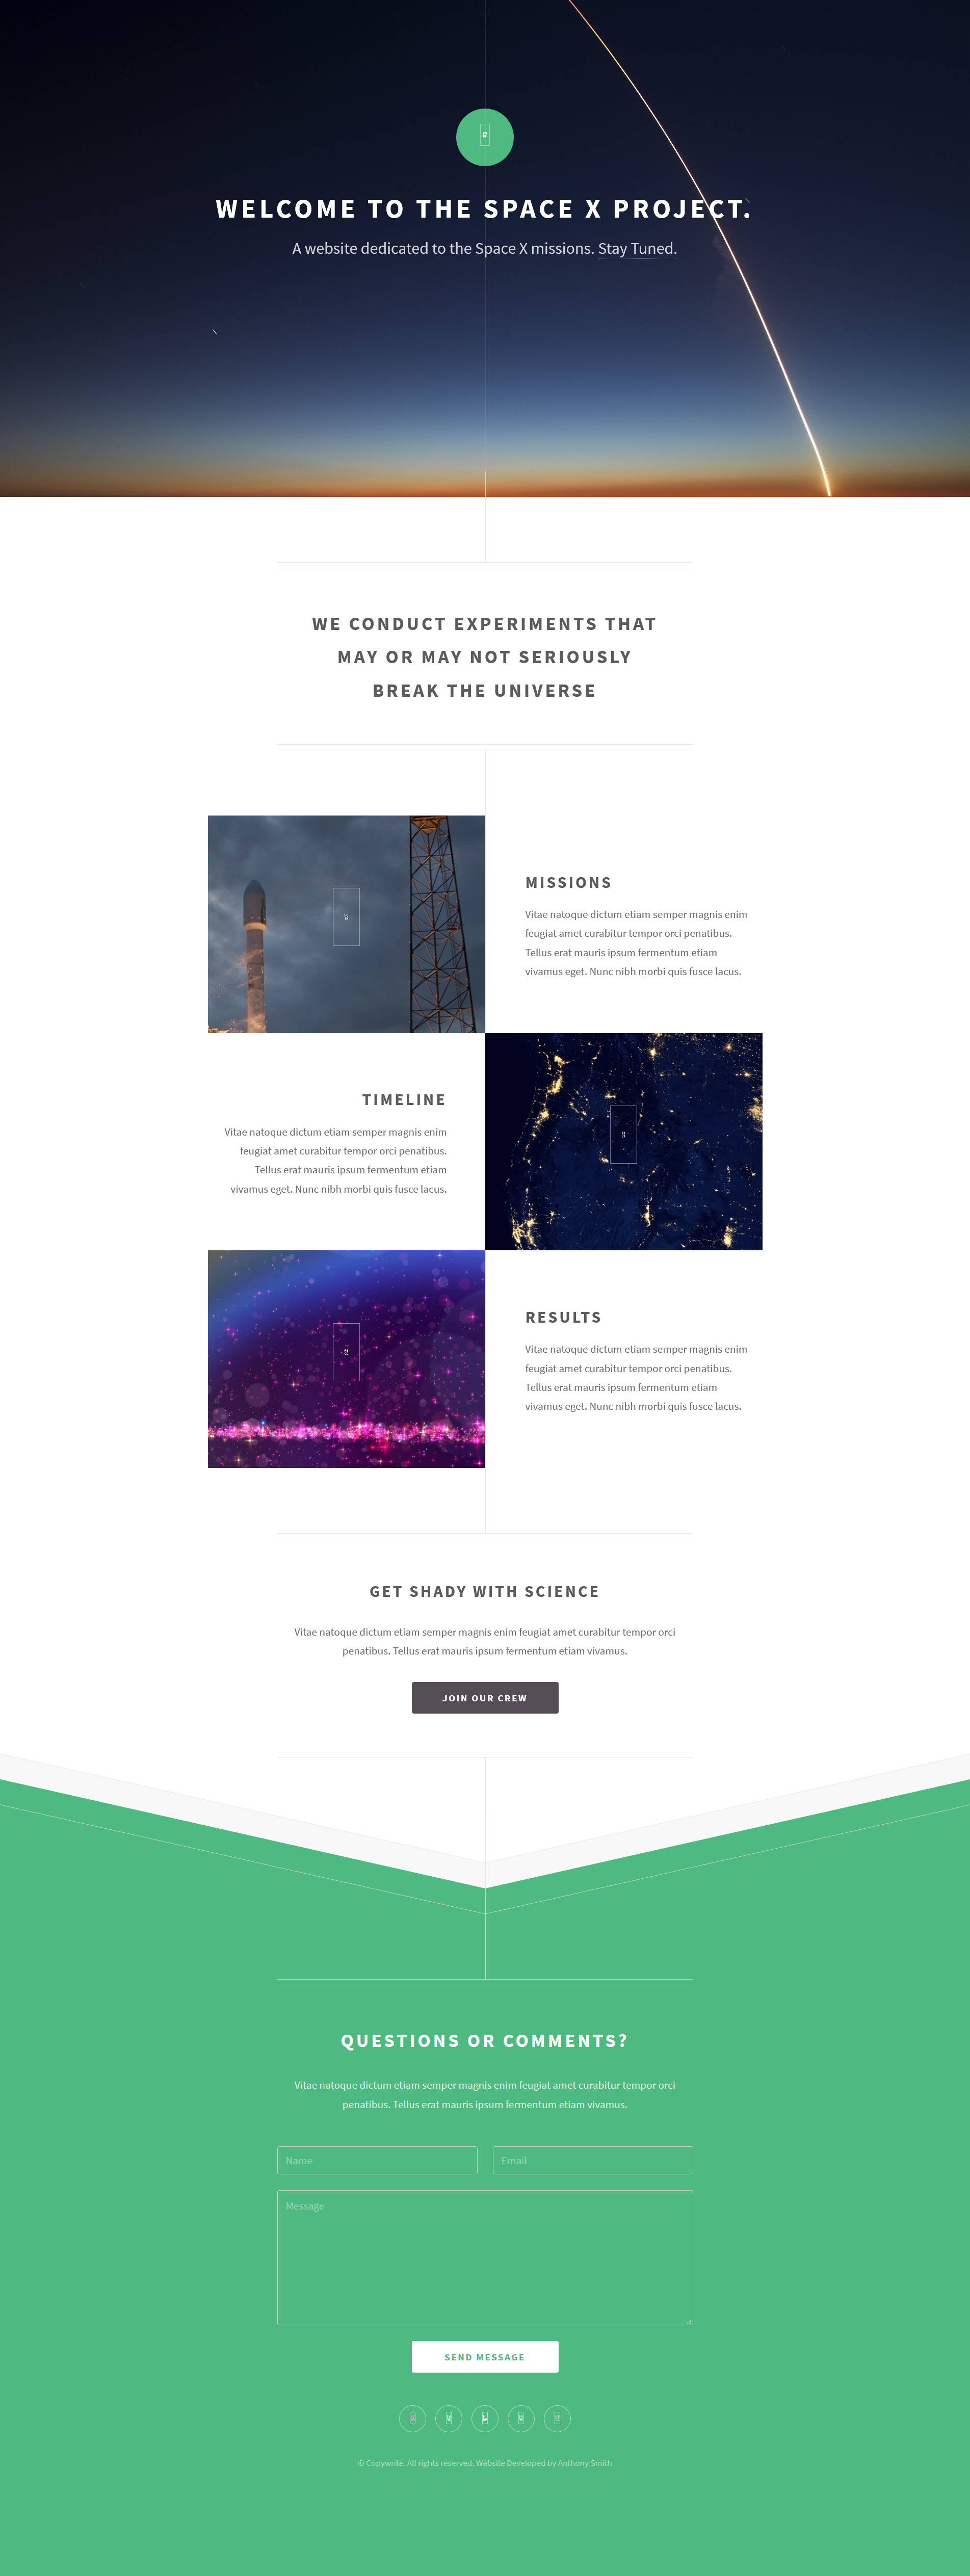 WELCOME TO THE SPACE X PROJECT.
A website dedicated to the Space X missions. Stay Tuned.
WE CONDUCT EXPERIMENTS THAT
MAY OR MAY NOT SERIOUSLY
BREAK THE UNIVERSE
MISSIONS
Vitae natoque dictum etiam semper magnis enim
feugiat amet curabitur tempor orci penatibus.
Tellus erat mauris ipsum fermentum etiam
vivamus eget. Nunc nibh morbi quis fusce lacus.
TIMELINE
Vitae natoque dictum etiam semper magnis enim
feugiat amet curabitur tempor orci penatibus.
Tellus erat mauris ipsum fermentum etiam
vivamus eget. Nunc nibh morbi quis fusce lacus.
RESULTS
Vitae natoque dictum etiam semper magnis enim
feugiat amet curabitur tempor orci penatibus.
Tellus erat mauris ipsum fermentum etiam
vivamus eget. Nunc nibh morbi quis fusce lacus.
GET SHADY WITH SCIENCE
Vitae natoque dictum etiam semper magnis enim feugiat amet curabitur tempor orci
penatibus. Tellus erat mauris ipsum fermentum etiam vivamus.
JOIN OUR CREW
QUESTIONS OR COMMENTS?
Vitae natoque dictum etiam semper magnis enim feugiat amet curabitur tempor orci
penatibus. Tellus erat mauris ipsum fermentum etiam vivamus.
Name Email
Message
SEND MESSAGE
© Copywrite. All rights reserved. Website Developed by Anthony Smith